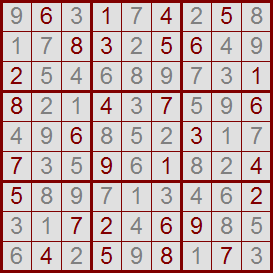 9 6 3 1 7 4 2 5 8
1 7 8 3 2 5 6 4 9
2 5 4 6 8 9 7 3 1
8 2 1 4 3 7 5 9 6
4 9 6 8 5 2 3 1 7
7 3 5 9 6 1 8 2 4
5 8 9 7 1 3 4 6 2
3 1 7 2 4 6 9 8 5
6 4 2 5 9 8 1 7 3